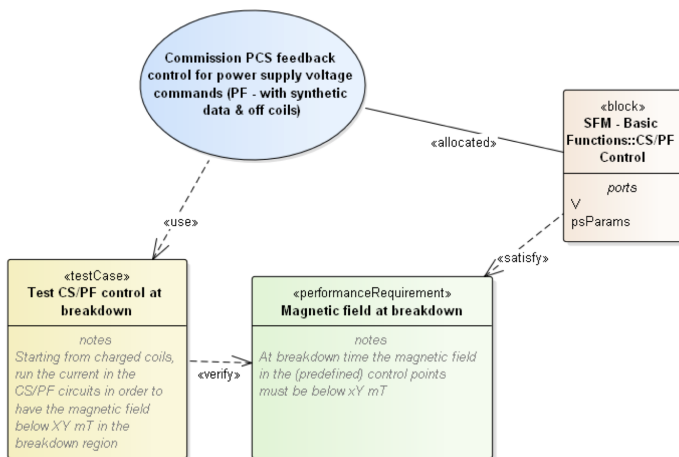 Commission PCS feedback
control for power supply voltage
commands (PF - with synthetic
data & off coils)
«allocated»
«block»
SFM - Basic
Functions::CS/PF
Control
ports
V
psParams
«use»
«satisfy»
«testCase»
Test CS/PF control at
breakdown
notes
Starting from charged coils,
run the current in the
CS/PF circuits in order to
have the magnetic field
below XY mT in the
breakdown region
«verify»
«performanceRequirement»
Magnetic field at breakdown
notes
At breakdown time the magnetic field
in the (predefined) control points
must be below xY mT